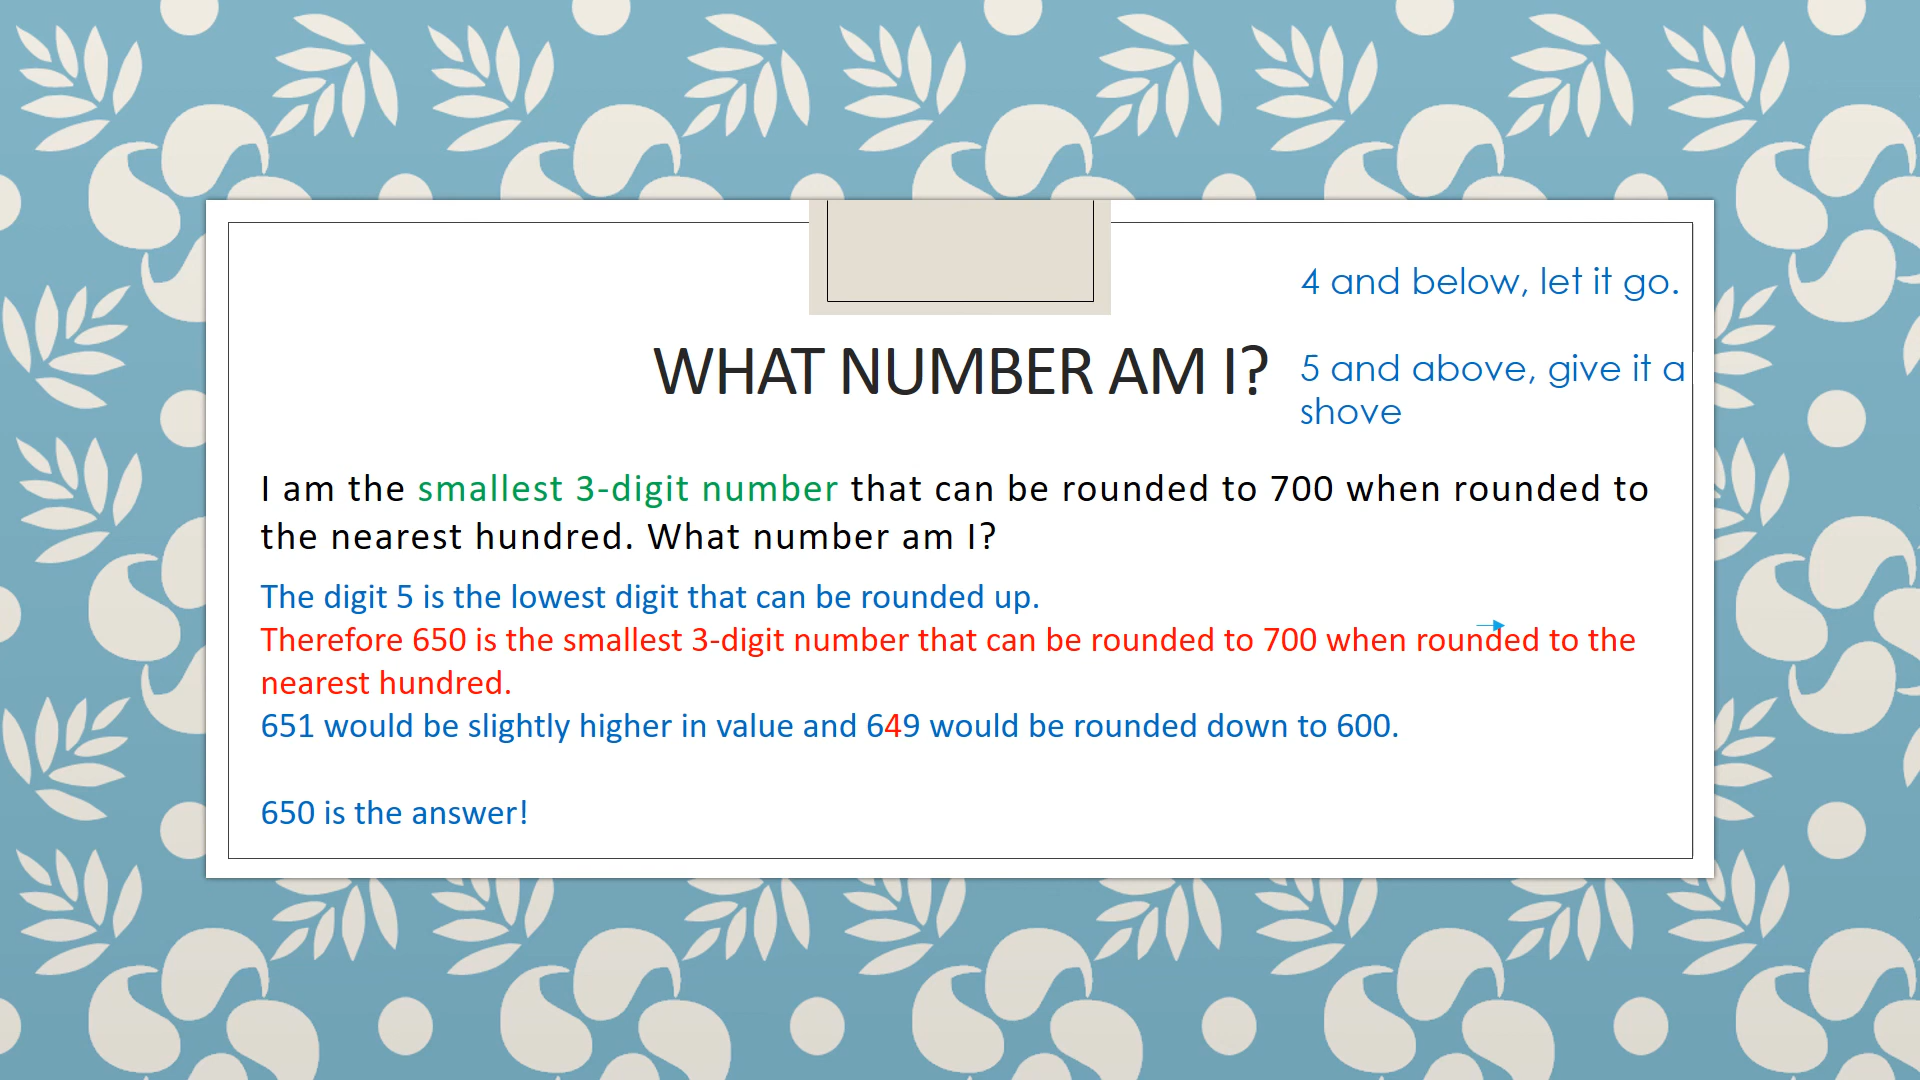 4 and below, let it go.
5 and above, give it a
shove
WHAT NUMBER AM I?
I am the smallest 3-digit number that can be rounded to 700 when rounded to
the nearest hundred. What number am I?
The digit 5 is the lowest digit that can be rounded up.
Therefore 650 is the smallest 3-digit number that can be rounded to 700 when rounded to the
nearest hundred.
651 would be slightly higher in value and 649 would be rounded down to 600.
650 is the answer!